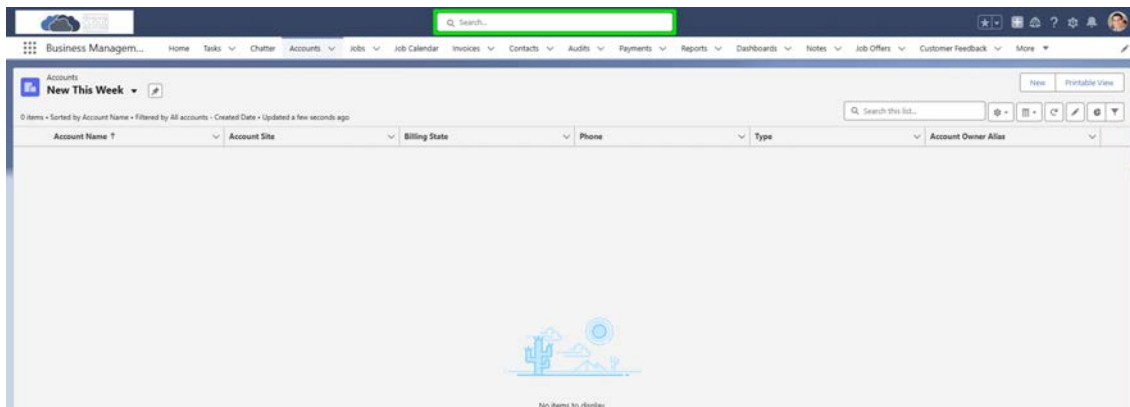 Search...
Business Managem... Home Tasks Chatter Accounts Jobs Job Calendar Invoices Contacts Audits Payments Reports Dashboards Notes Job Offers Customer Feedback More
Accounts
New This Week
New Printable View
0 items • Sorted by Account Name • Filtered by All accounts - Created Date • Updated a few seconds ago
Search this list...
Account Name ↑ Account Site Billing State Phone Type Account Owner Alias
No items to display